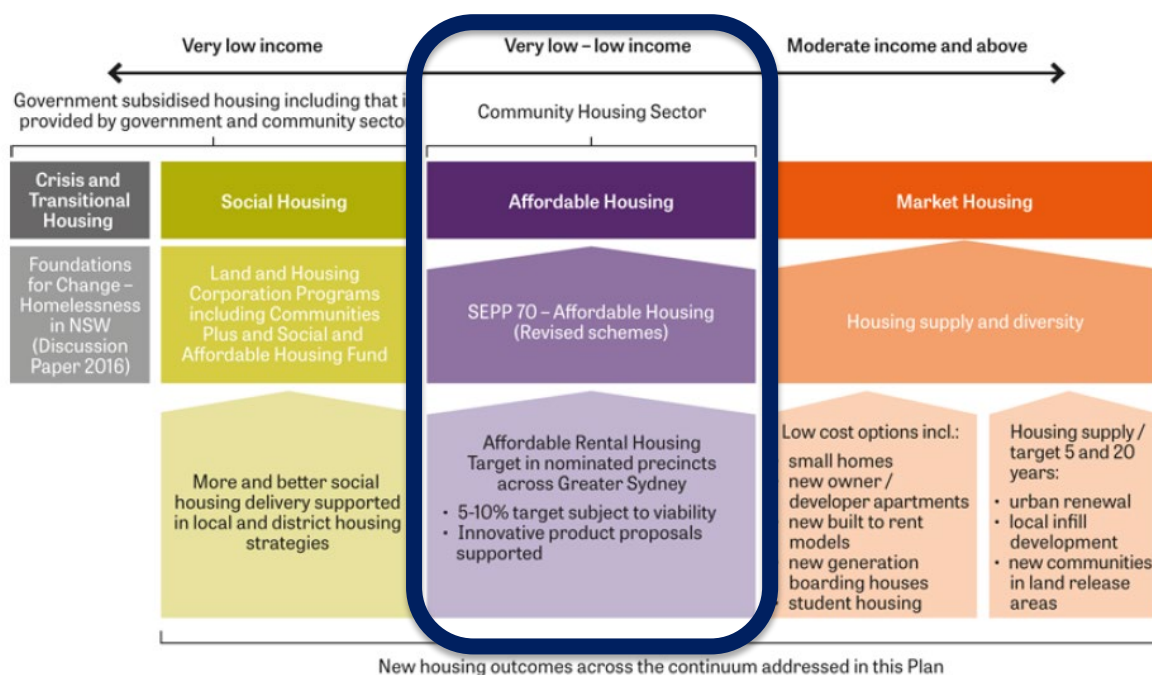 Very low income
Very low – low income
Moderate income and above
Government subsidised housing including that i
provided by government and community sector
Community Housing Sector
Crisis and
Transitional
Housing
Social Housing
Affordable Housing
Market Housing
Foundations
for Change –
Homelessness
in NSW
(Discussion
Paper 2016)
Land and Housing
Corporation Programs
including Communities
Plus and Social and
Affordable Housing Fund
SEPP 70 – Affordable Housing
(Revised schemes)
Housing supply and diversity
More and better social
housing delivery supported
in local and district housing
strategies
Affordable Rental Housing
Target in nominated precincts
across Greater Sydney
• 5-10% target subject to viability
• Innovative product proposals
supported
Low cost options incl.:
• small homes
• new owner /
developer apartments
• new built to rent
models
• new generation
boarding houses
• student housing
Housing supply /
target 5 and 20
years:
• urban renewal
• local infill
development
• new communities
in land release
areas
New housing outcomes across the continuum addressed in this Plan